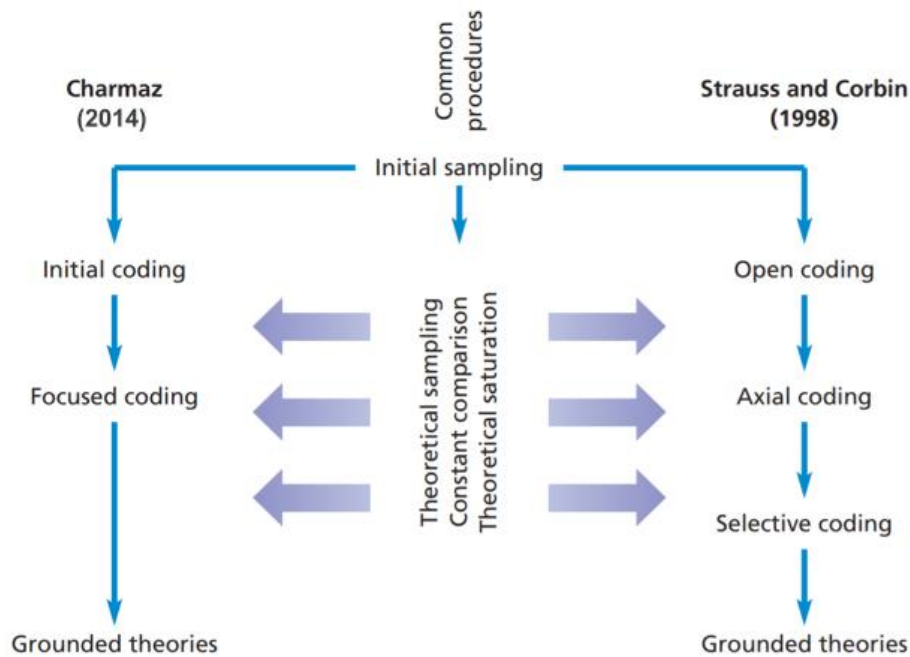 Charmaz
(2014)
Common
procedures
Strauss and Corbin
(1998)
Initial sampling
Initial coding
Open coding
Theoretical sampling
Constant comparison
Theoretical saturation
Focused coding
Axial coding
Selective coding
Grounded theories
Grounded theories